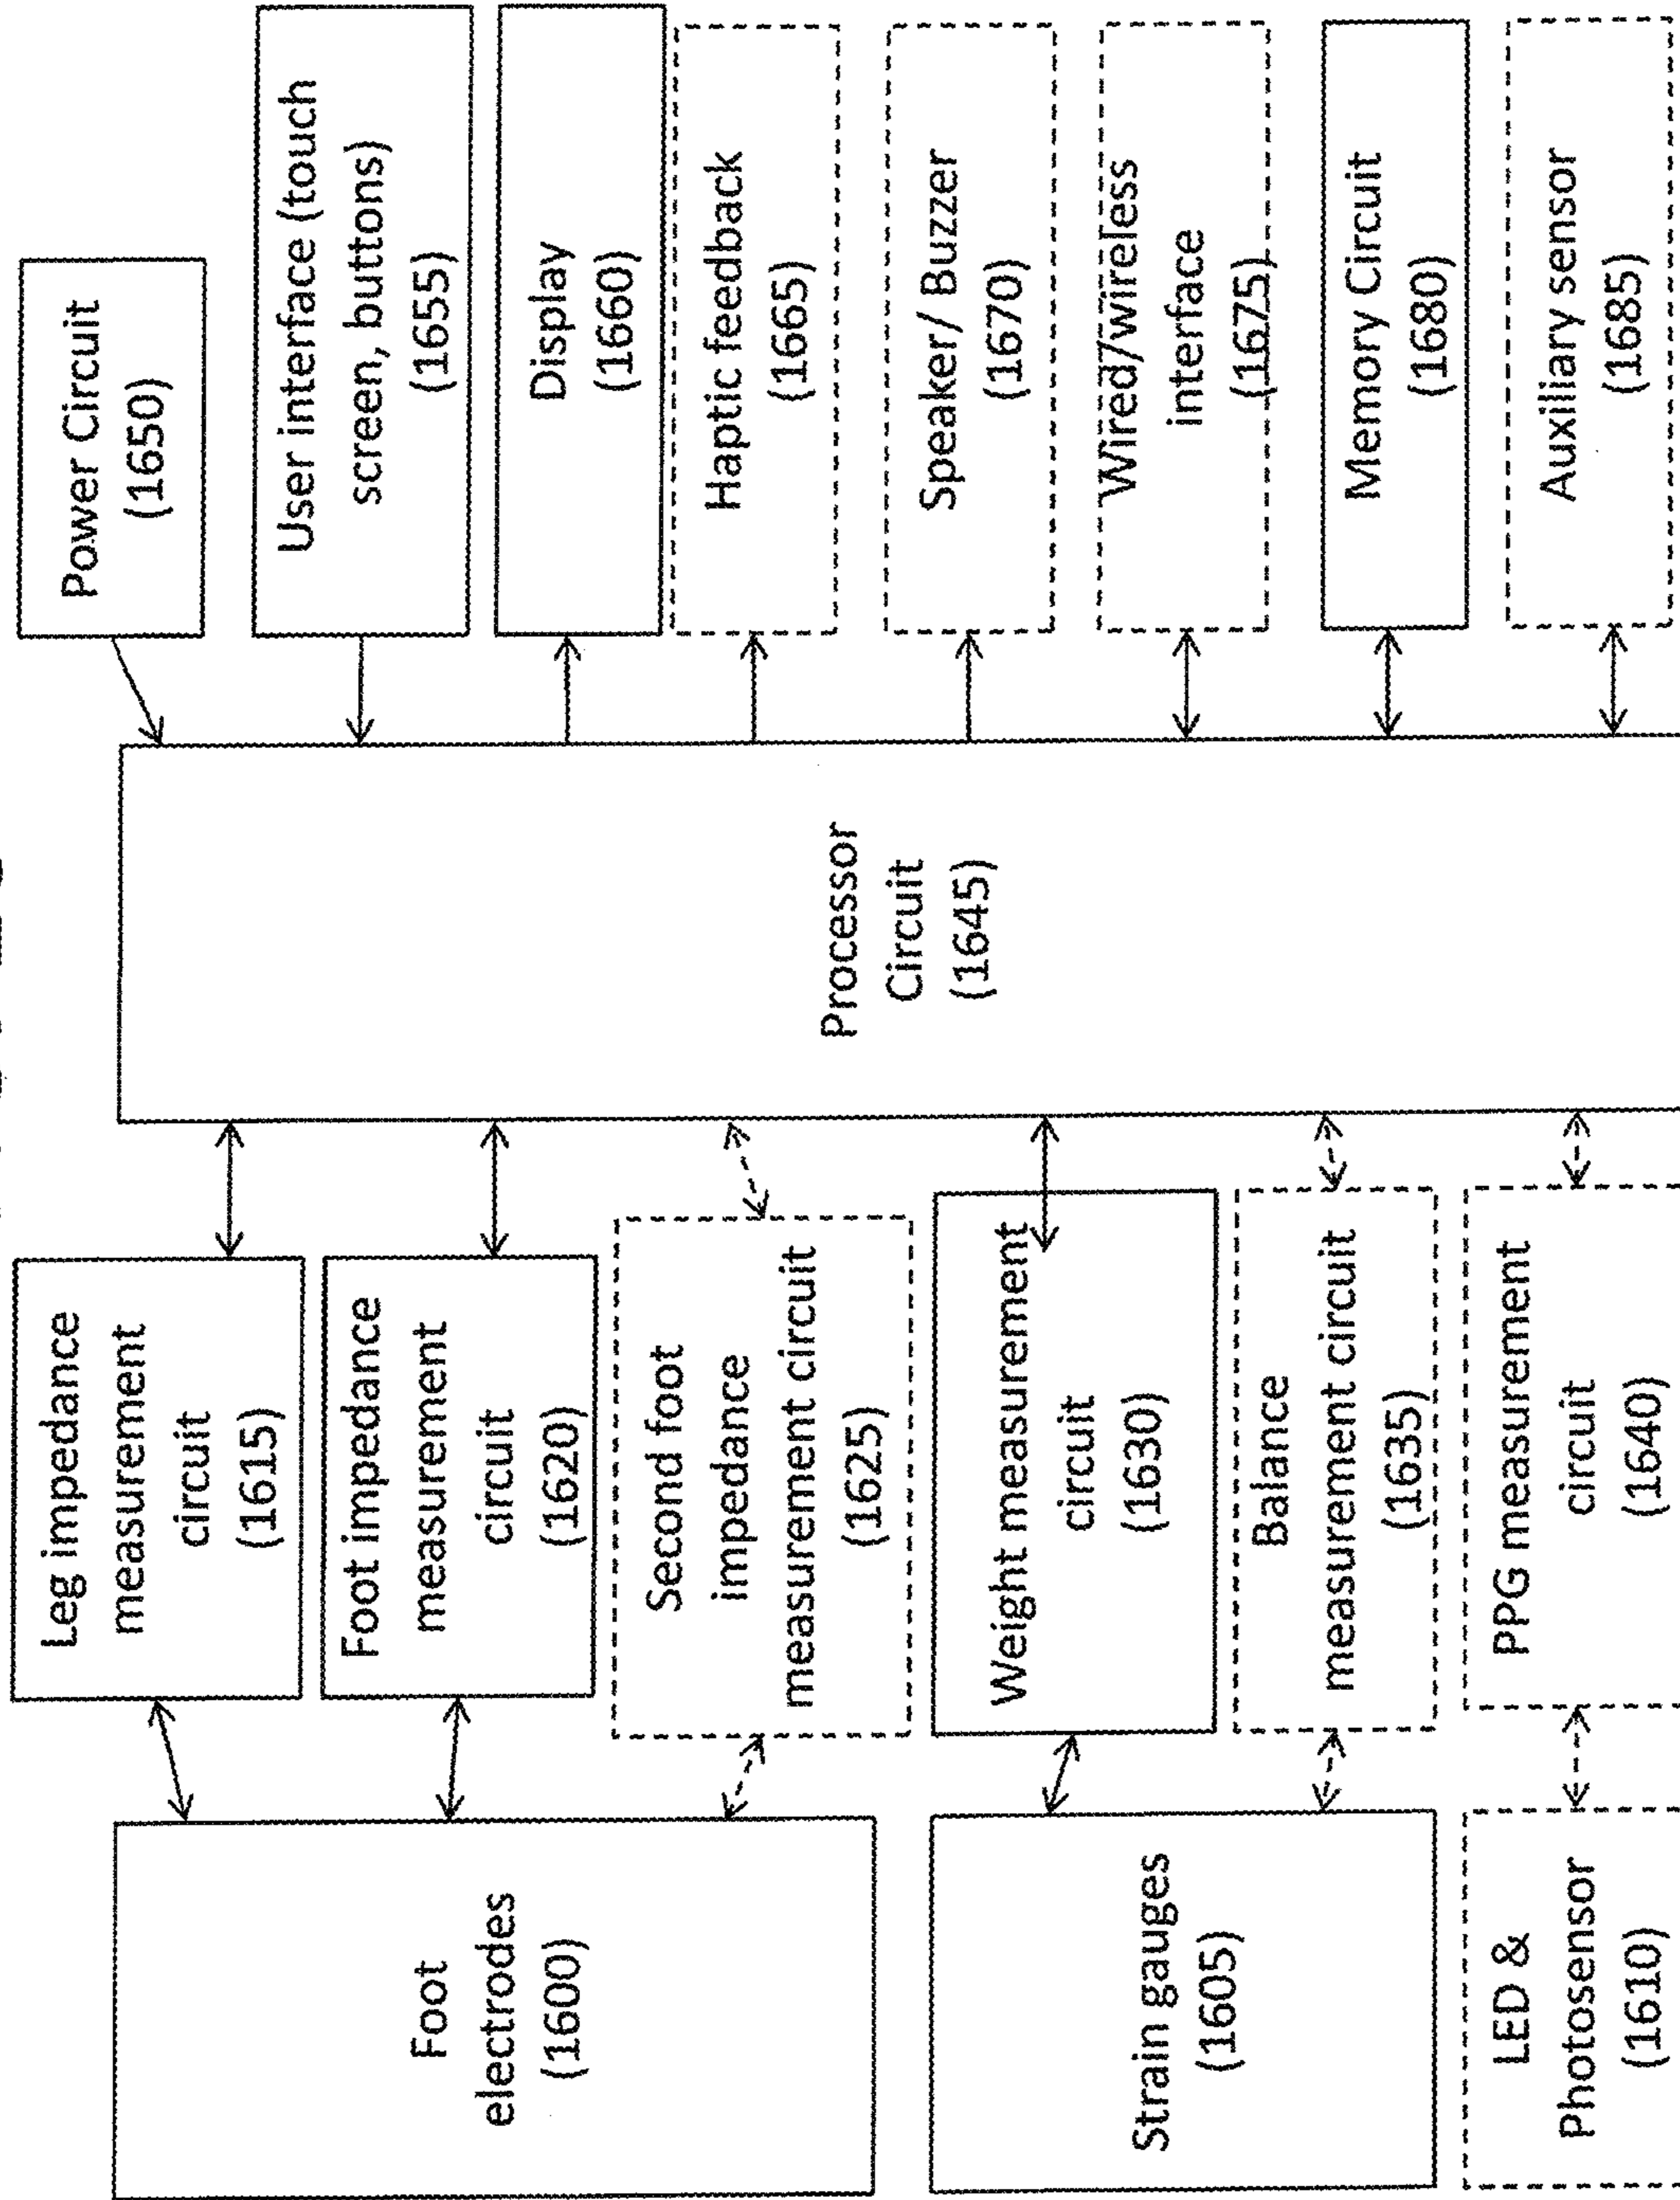 Foot
electrodes
(1600)
Strain gauges
(1605)
LED &
Photosensor
(1610)
Leg impedance
measurement
circuit
(1615)
Foot impedance
measurement
circuit
(1620)
Second foot
impedance
measurement circuit
(1625)
Weight measurement
circuit
(1630)
Balance
measurement circuit
(1635)
PPG measurement
circuit
(1640)
Processor
Circuit
(1645)
Power Circuit
(1650)
User interface (touch
screen, buttons)
(1655)
Display
(1660)
Haptic feedback
(1665)
Speaker/ Buzzer
(1670)
Wired/wireless
interface
(1675)
Memory Circuit
(1680)
Auxiliary sensor
(1685)